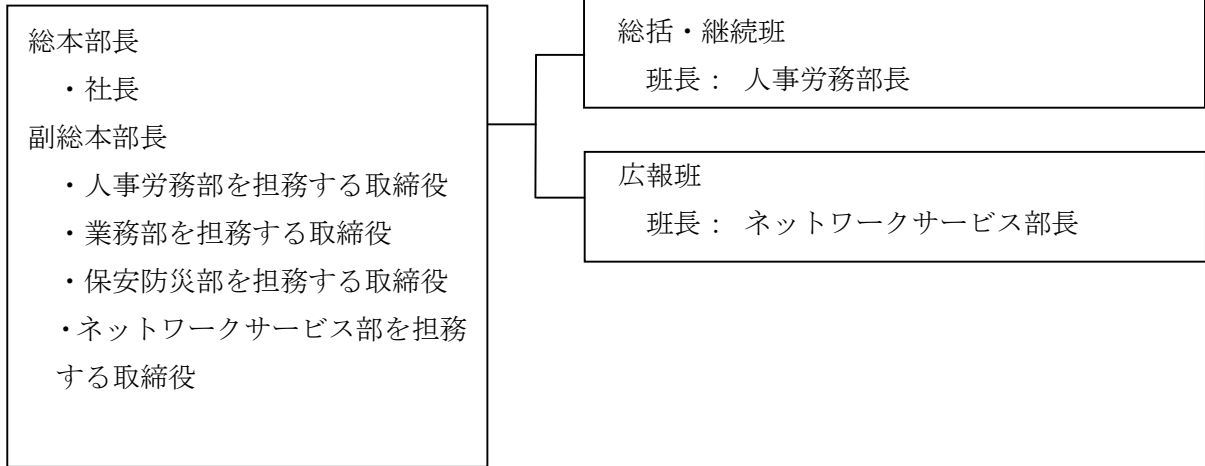 総本部長
・社長
副総本部長
・人事労務部を担務する取締役
・業務部を担務する取締役
・保安防災部を担務する取締役
・ネットワークサービス部を担務
する取締役
総括・継続班
班長： 人事労務部長
広報班
班長： ネットワークサービス部長